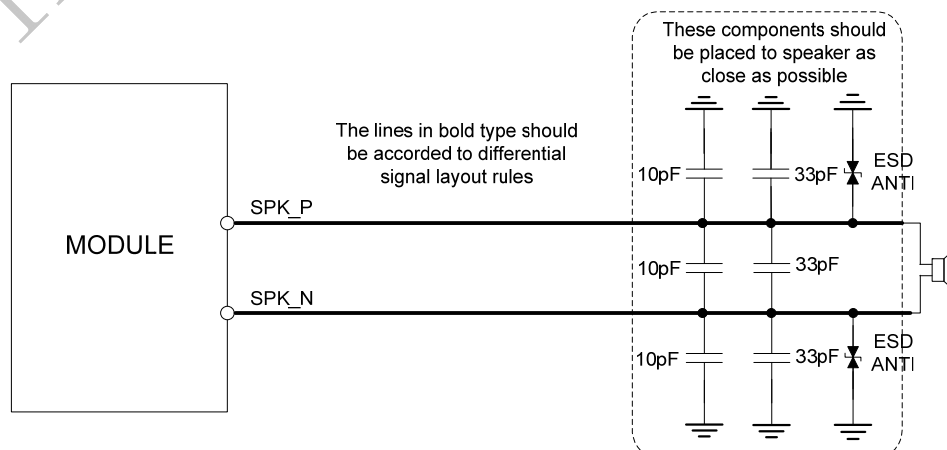 These components should
be placed to speaker as
close as possible
The lines in bold type should
be accorded to differential
signal layout rules
10pF
33pF
ESD
ANTI
SPK_P
MODULE
10pF
33pF
SPK_N
10pF
33pF
ESD
ANTI